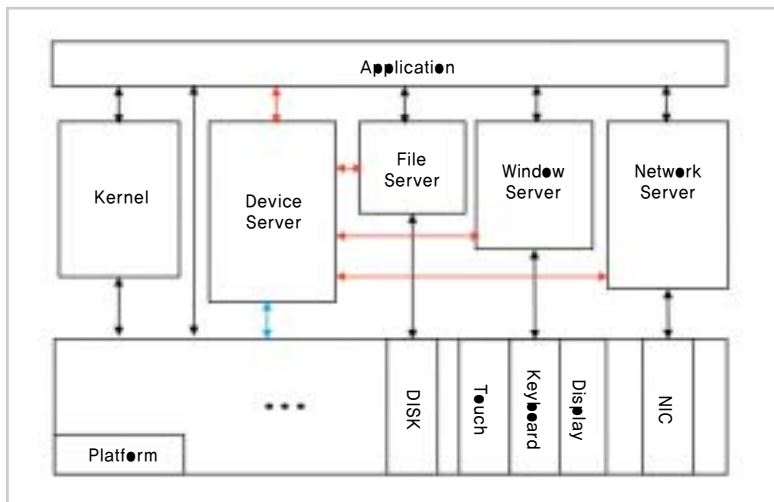 Application
Kernel
Device
Server
File
Server
Window
Server
Network
Server
DISK
Touch
Keyboard
Display
NIC
Platform